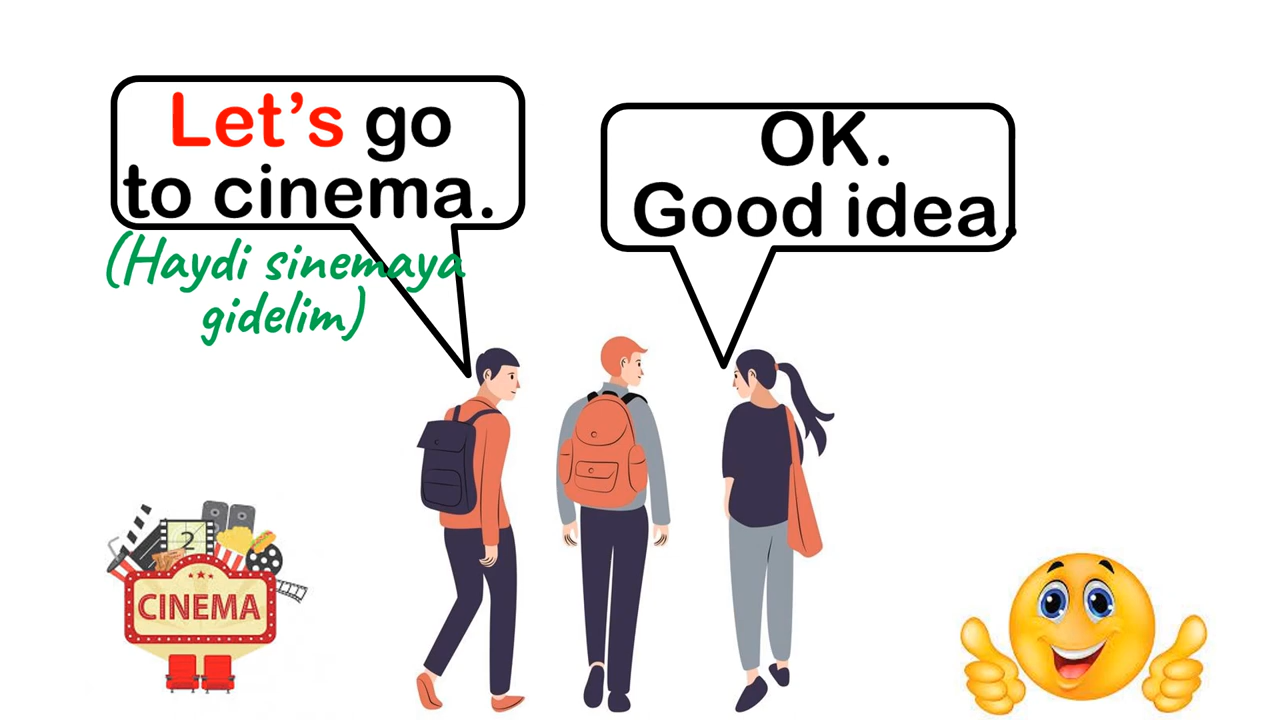 Let’s go
to cinema.
(Haydi sinemaya
gidelim)
OK.
Good idea.
2
CINEMA